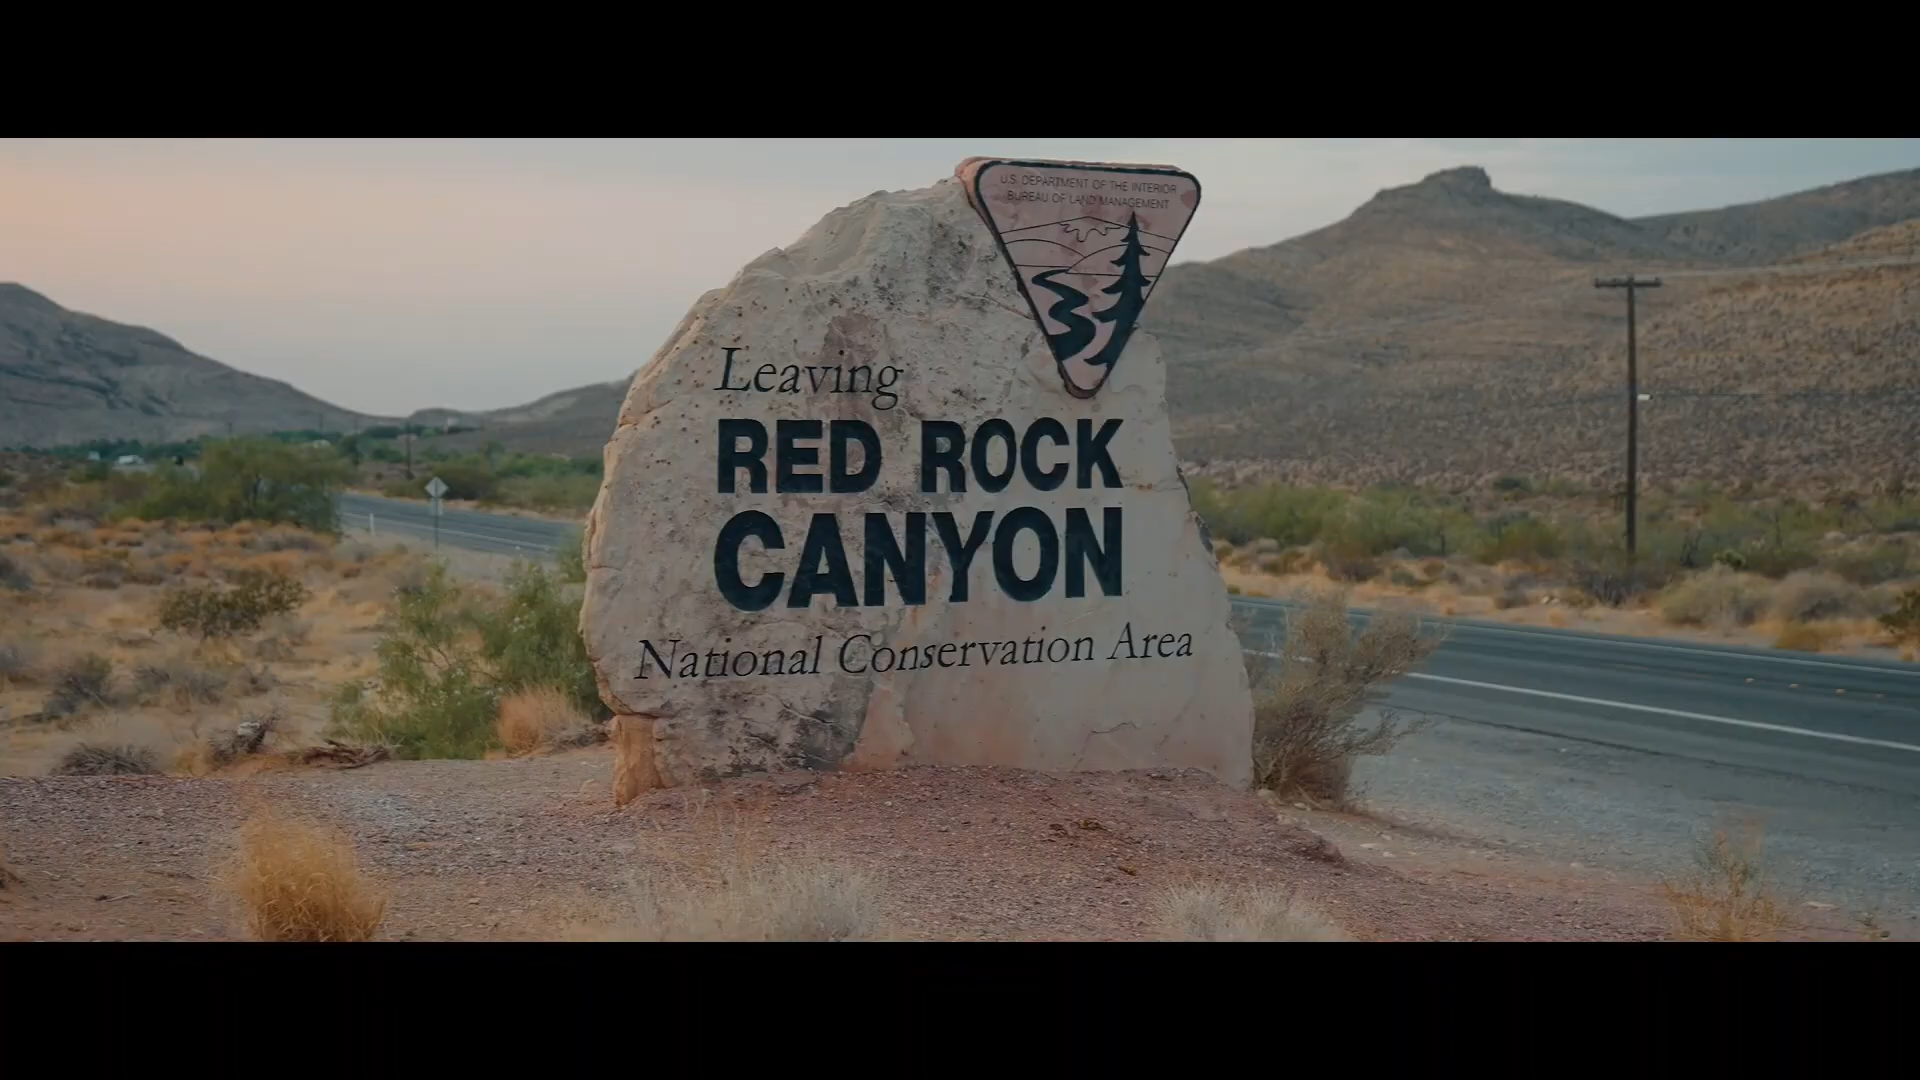 U.S. DEPARTMENT OF THE INTERIOR
BUREAU OF LAND MANAGEMENT
Leaving
RED ROCK
CANYON
National Conservation Area